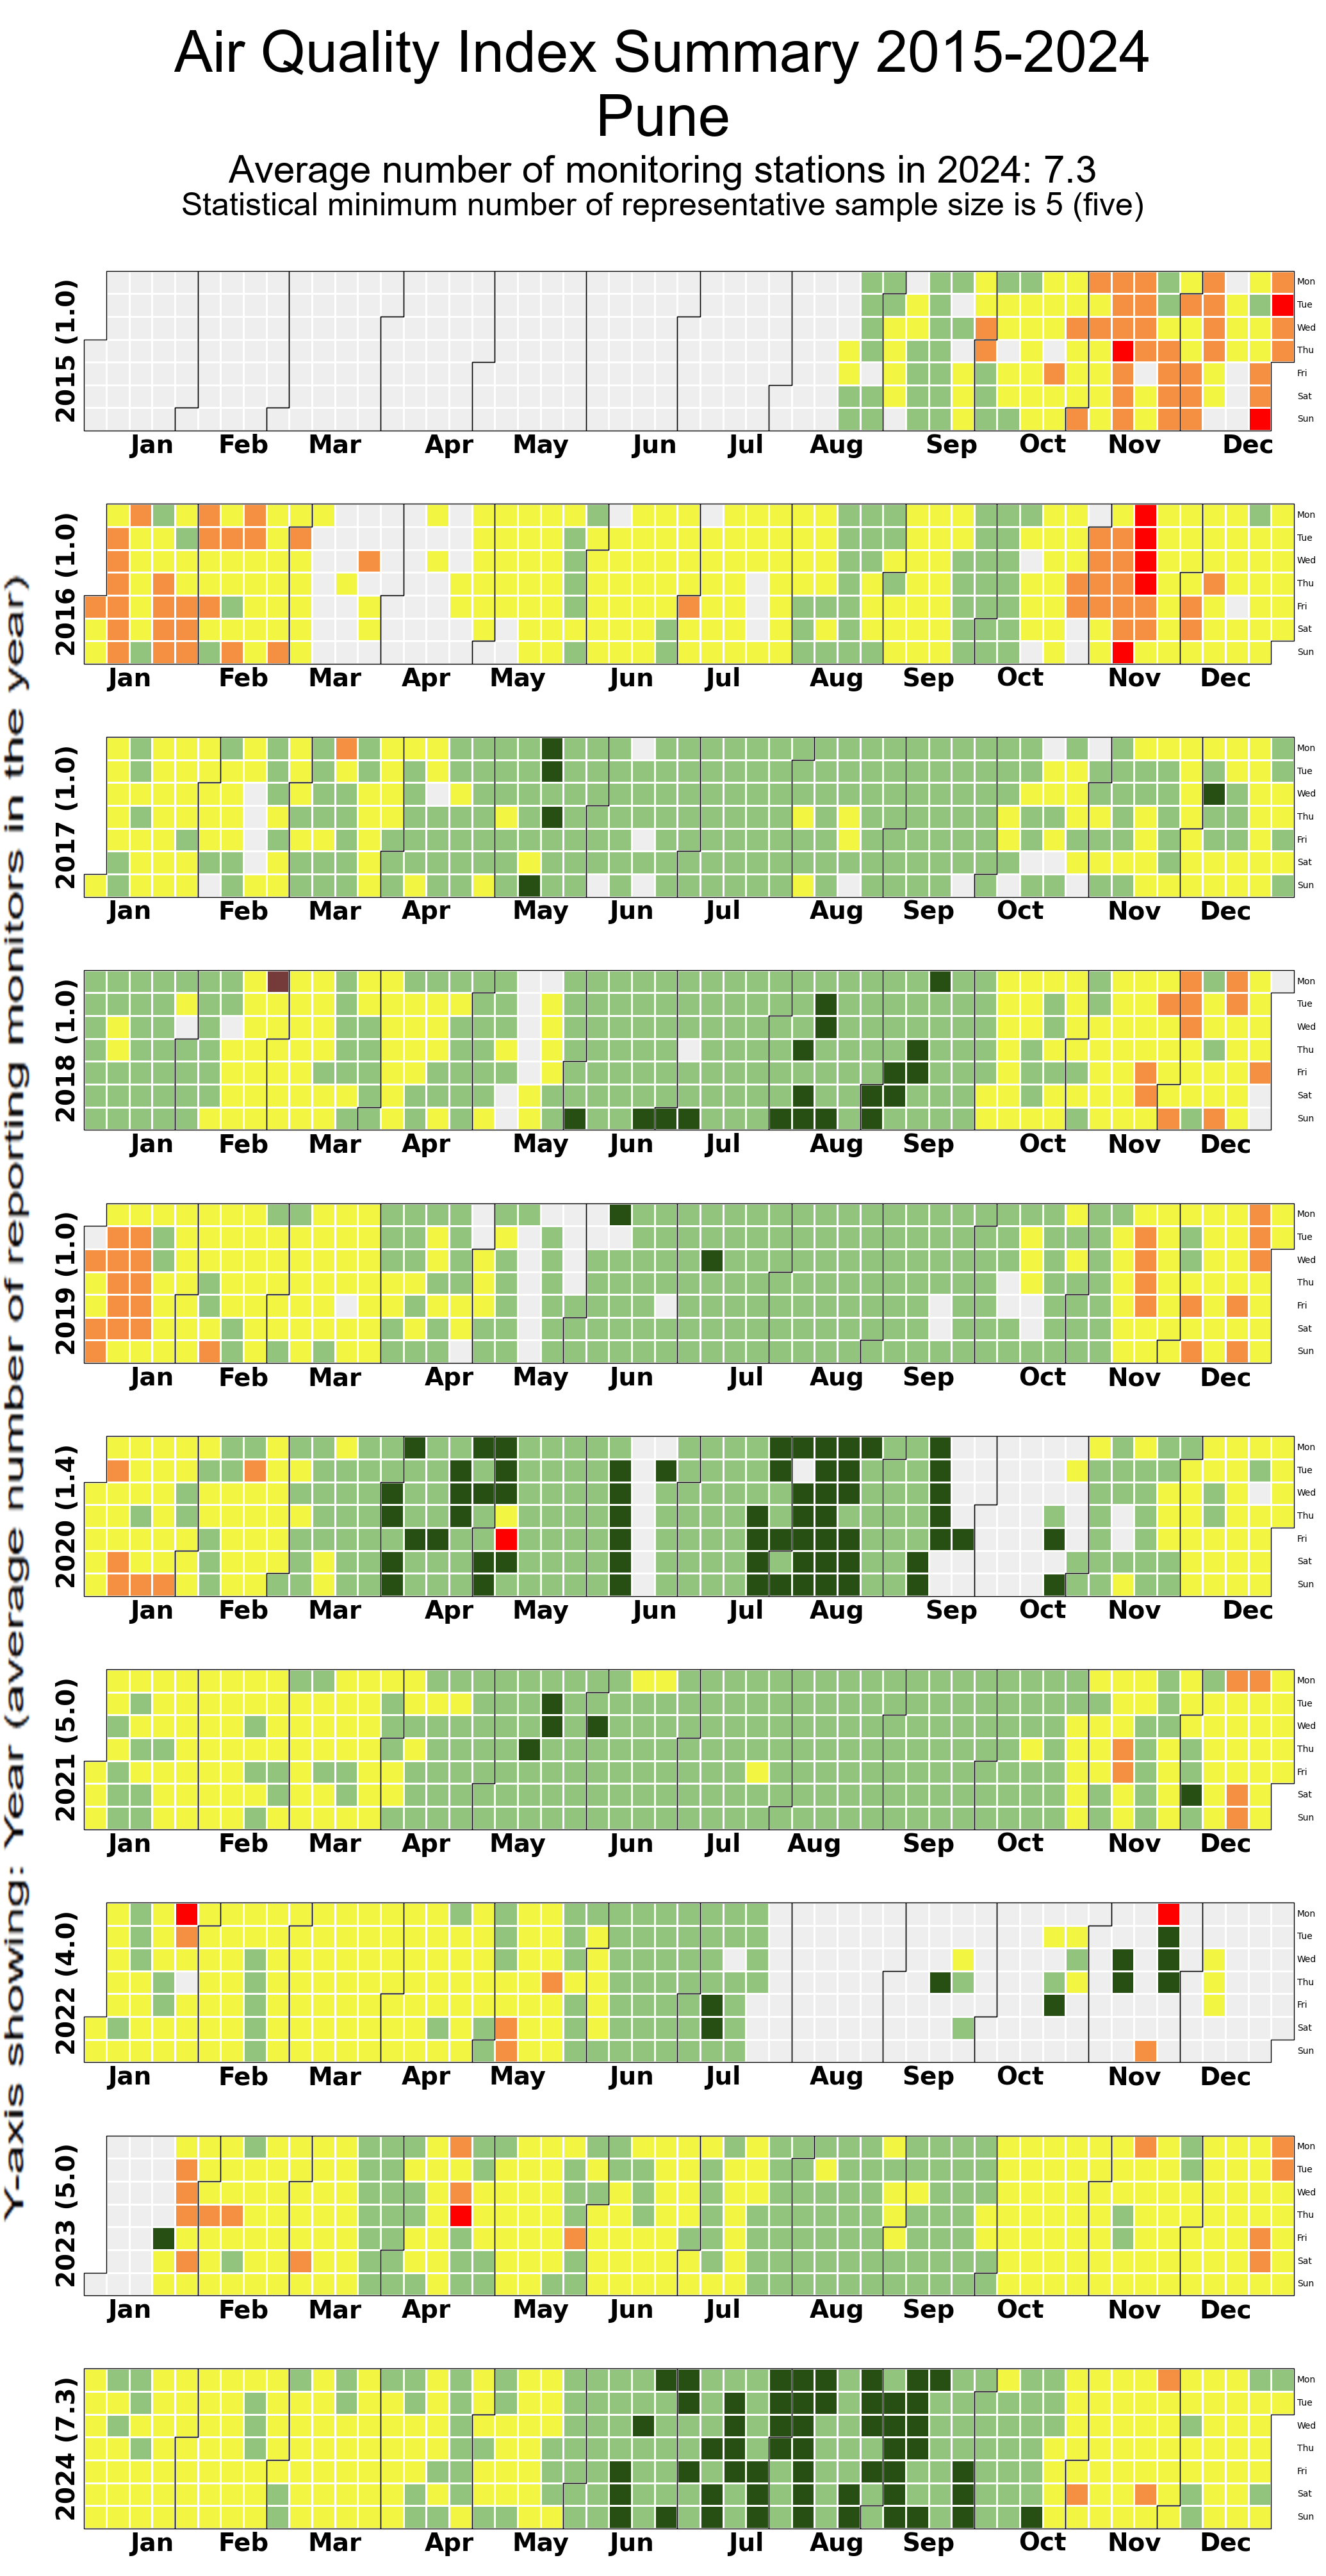 Air Quality Index Summary 2015-2024
Pune
Average number of monitoring stations in 2024: 7.3
Statistical minimum number of representative sample size is 5 (five)
Y-axis showing: Year (average number of reporting monitors in the year)
2015 (1.0)
Mon
Tue
Wed
Thu
Fri
Sat
Sun
Jan Feb Mar Apr May Jun Jul Aug Sep Oct Nov Dec
2016 (1.0)
Mon
Tue
Wed
Thu
Fri
Sat
Sun
Jan Feb Mar Apr May Jun Jul Aug Sep Oct Nov Dec
2017 (1.0)
Mon
Tue
Wed
Thu
Fri
Sat
Sun
Jan Feb Mar Apr May Jun Jul Aug Sep Oct Nov Dec
2018 (1.0)
Mon
Tue
Wed
Thu
Fri
Sat
Sun
Jan Feb Mar Apr May Jun Jul Aug Sep Oct Nov Dec
2019 (1.0)
Mon
Tue
Wed
Thu
Fri
Sat
Sun
Jan Feb Mar Apr May Jun Jul Aug Sep Oct Nov Dec
2020 (1.4)
Mon
Tue
Wed
Thu
Fri
Sat
Sun
Jan Feb Mar Apr May Jun Jul Aug Sep Oct Nov Dec
2021 (5.0)
Mon
Tue
Wed
Thu
Fri
Sat
Sun
Jan Feb Mar Apr May Jun Jul Aug Sep Oct Nov Dec
2022 (4.0)
Mon
Tue
Wed
Thu
Fri
Sat
Sun
Jan Feb Mar Apr May Jun Jul Aug Sep Oct Nov Dec
2023 (5.0)
Mon
Tue
Wed
Thu
Fri
Sat
Sun
Jan Feb Mar Apr May Jun Jul Aug Sep Oct Nov Dec
2024 (7.3)
Mon
Tue
Wed
Thu
Fri
Sat
Sun
Jan Feb Mar Apr May Jun Jul Aug Sep Oct Nov Dec